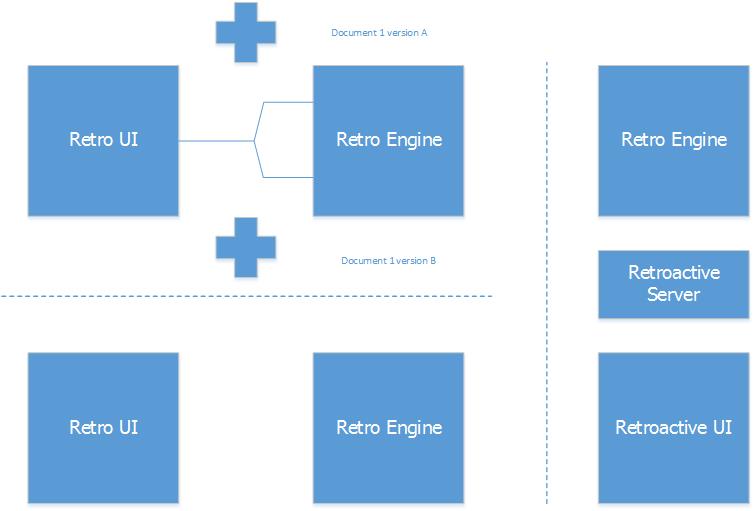 Document 1 version A
Retro UI
Retro Engine
Retro Engine
Document 1 version B
Retroactive
Server
Retro UI
Retro Engine
Retroactive UI